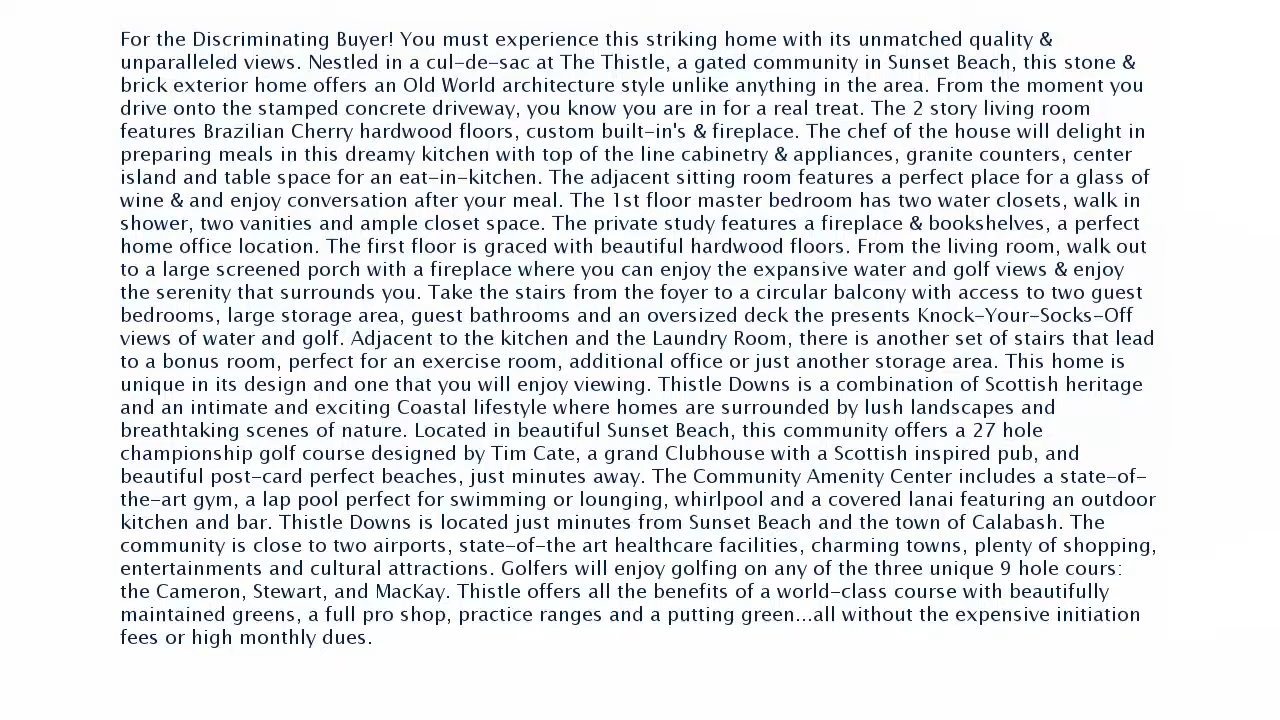 For the Discriminating Buyer! You must experience this striking home with its unmatched quality &
unparalleled views. Nestled in a cul-de-sac at The Thistle, a gated community in Sunset Beach, this stone &
brick exterior home offers an Old World architecture style unlike anything in the area. From the moment you
drive onto the stamped concrete driveway, you know you are in for a real treat. The 2 story living room
features Brazilian Cherry hardwood floors, custom built-in's & fireplace. The chef of the house will delight in
preparing meals in this dreamy kitchen with top of the line cabinetry & appliances, granite counters, center
island and table space for an eat-in-kitchen. The adjacent sitting room features a perfect place for a glass of
wine & and enjoy conversation after your meal. The 1st floor master bedroom has two water closets, walk in
shower, two vanities and ample closet space. The private study features a fireplace & bookshelves, a perfect
home office location. The first floor is graced with beautiful hardwood floors. From the living room, walk out
to a large screened porch with a fireplace where you can enjoy the expansive water and golf views & enjoy
the serenity that surrounds you. Take the stairs from the foyer to a circular balcony with access to two guest
bedrooms, large storage area, guest bathrooms and an oversized deck the presents Knock-Your-Socks-Off
views of water and golf. Adjacent to the kitchen and the Laundry Room, there is another set of stairs that lead
to a bonus room, perfect for an exercise room, additional office or just another storage area. This home is
unique in its design and one that you will enjoy viewing. Thistle Downs is a combination of Scottish heritage
and an intimate and exciting Coastal lifestyle where homes are surrounded by lush landscapes and
breathtaking scenes of nature. Located in beautiful Sunset Beach, this community offers a 27 hole
championship golf course designed by Tim Cate, a grand Clubhouse with a Scottish inspired pub, and
beautiful post-card perfect beaches, just minutes away. The Community Amenity Center includes a state-of-
the-art gym, a lap pool perfect for swimming or lounging, whirlpool and a covered lanai featuring an outdoor
kitchen and bar. Thistle Downs is located just minutes from Sunset Beach and the town of Calabash. The
community is close to two airports, state-of-the art healthcare facilities, charming towns, plenty of shopping,
entertainments and cultural attractions. Golfers will enjoy golfing on any of the three unique 9 hole cours:
the Cameron, Stewart, and MacKay. Thistle offers all the benefits of a world-class course with beautifully
maintained greens, a full pro shop, practice ranges and a putting green...all without the expensive initiation
fees or high monthly dues.